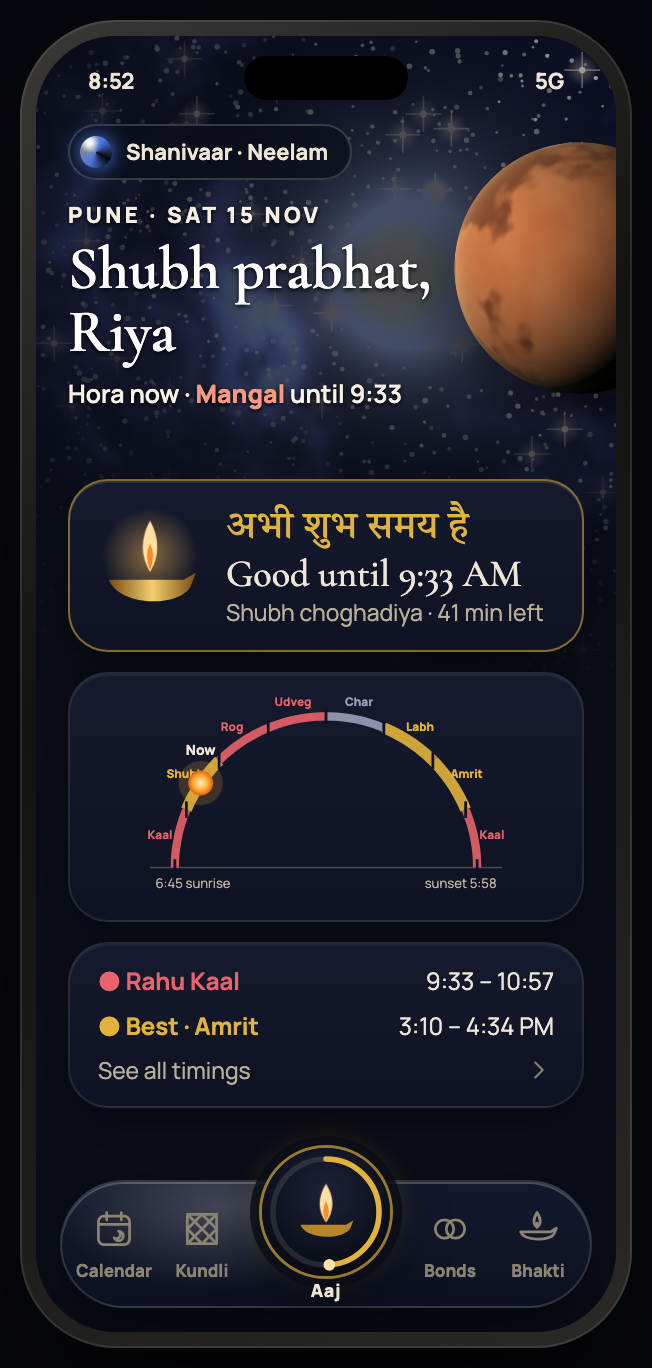 8:52
5G
Shanivaar · Neelam
PUNE · SAT 15 NOV
Shubh prabhat,
Riya
Hora now · Mangal until 9:33
अभी शुभ समय है
Good until 9:33 AM
Shubh choghadiya · 41 min left
Udveg
Char
Rog
Labh
Now
Amrit
Kaal
Kaal
6:45 sunrise
sunset 5:58
Rahu Kaal
9:33 – 10:57
Best · Amrit
3:10 – 4:34 PM
See all timings
Calendar
Kundli
Aaj
Bonds
Bhakti